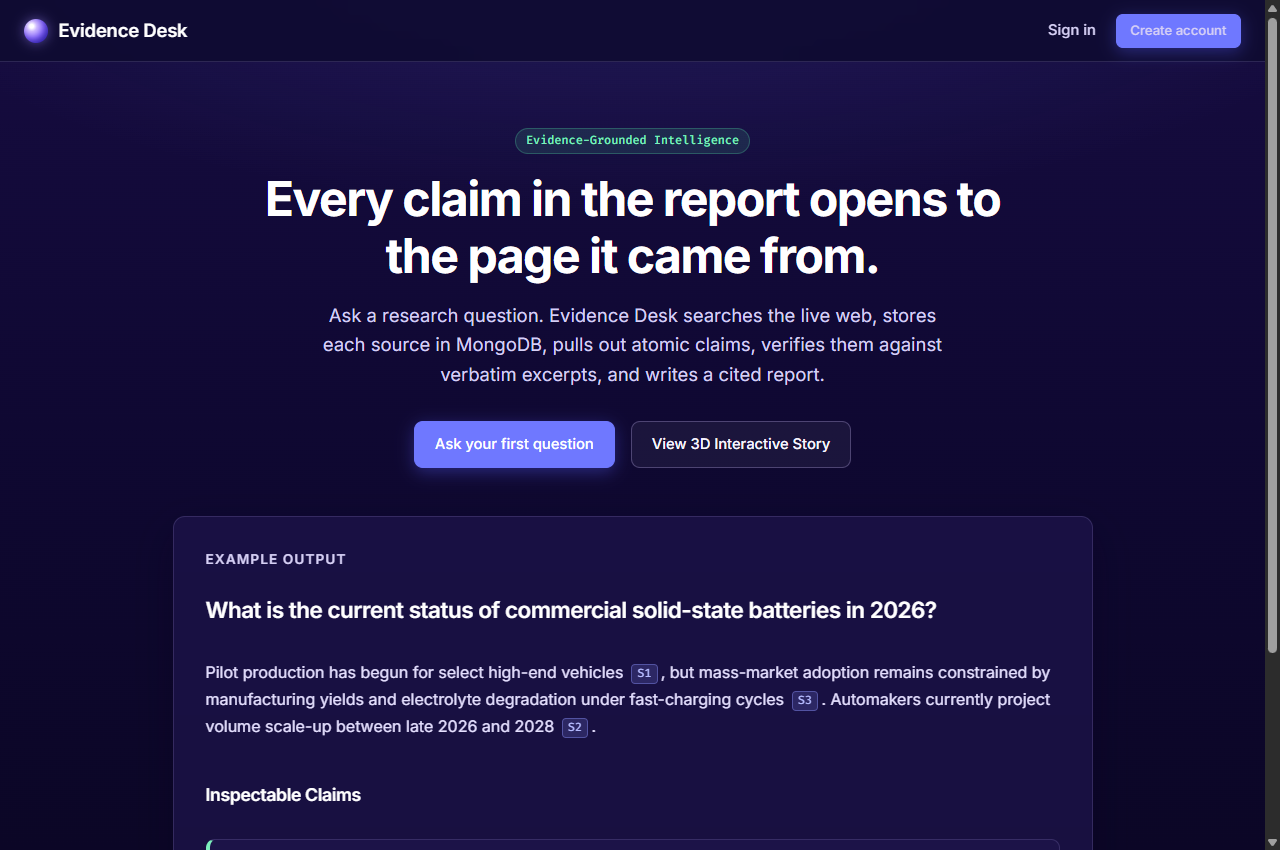 Evidence Desk
Sign in
Create account
Evidence-Grounded Intelligence
Every claim in the report opens to
the page it came from.
Ask a research question. Evidence Desk searches the live web, stores
each source in MongoDB, pulls out atomic claims, verifies them against
verbatim excerpts, and writes a cited report.
Ask your first question
View 3D Interactive Story
EXAMPLE OUTPUT
What is the current status of commercial solid-state batteries in 2026?
Pilot production has begun for select high-end vehicles S1, but mass-market adoption remains constrained by
manufacturing yields and electrolyte degradation under fast-charging cycles S3. Automakers currently project
volume scale-up between late 2026 and 2028 S2.
Inspectable Claims